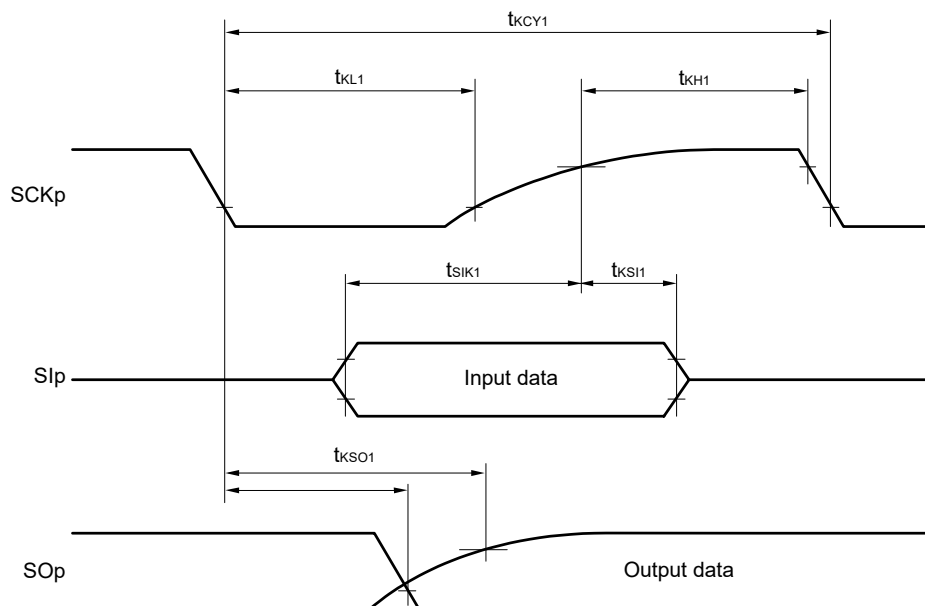 tKCY1
tKL1
tKH1
SCKp
tSIK1
tKSI1
SIp
Input data
tKSO1
SOp
Output data